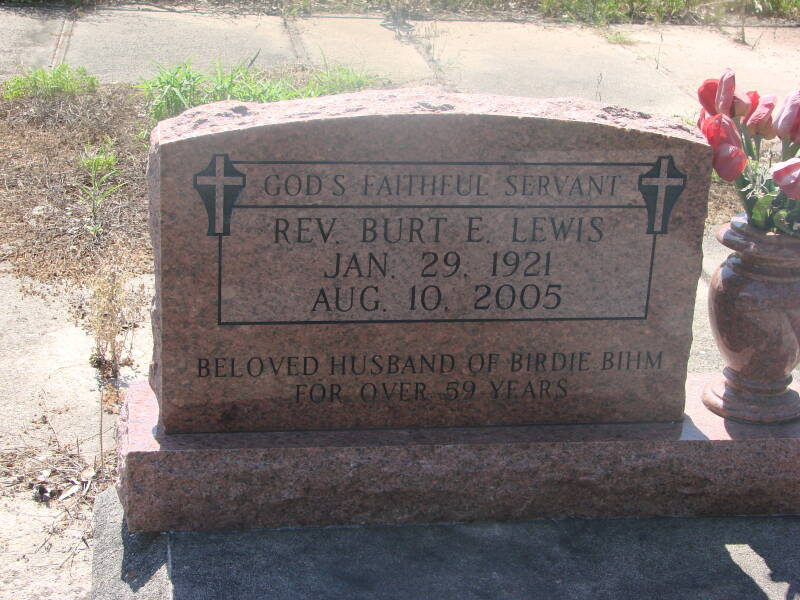 GOD'S FAITHFUL SERVANT
REV. BURT E. LEWIS
JAN. 29, 1921
AUG. 10, 2005
BELOVED HUSBAND OF BIRDIE BIHM
FOR OVER 59 YEARS